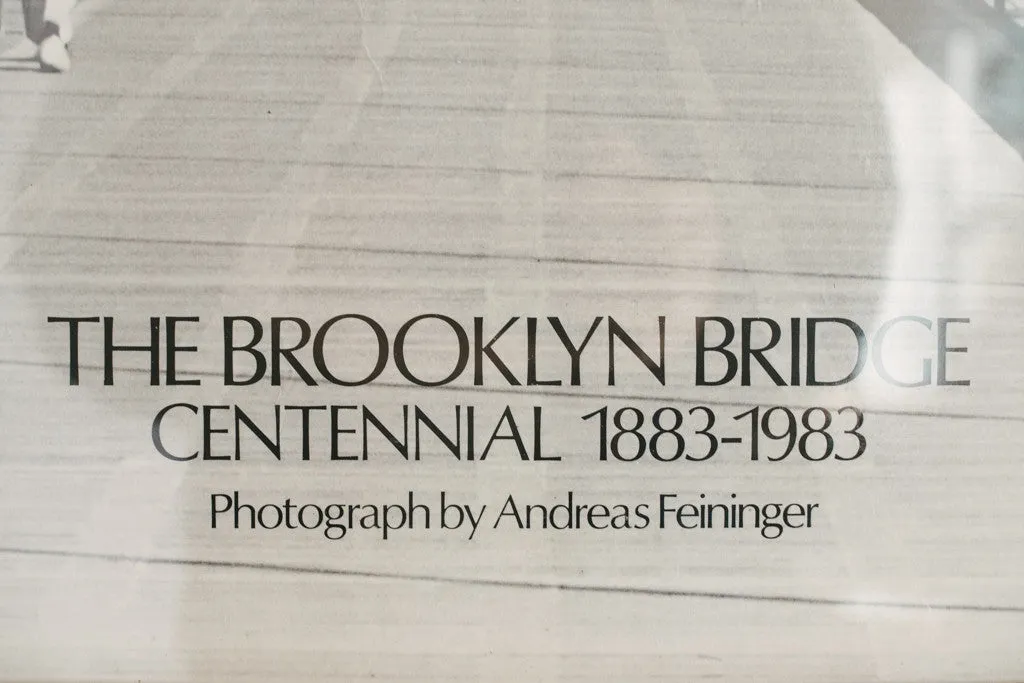 THE BROOKLYN BRIDGE
CENTENNIAL 1883-1983
Photograph by Andreas Feininger